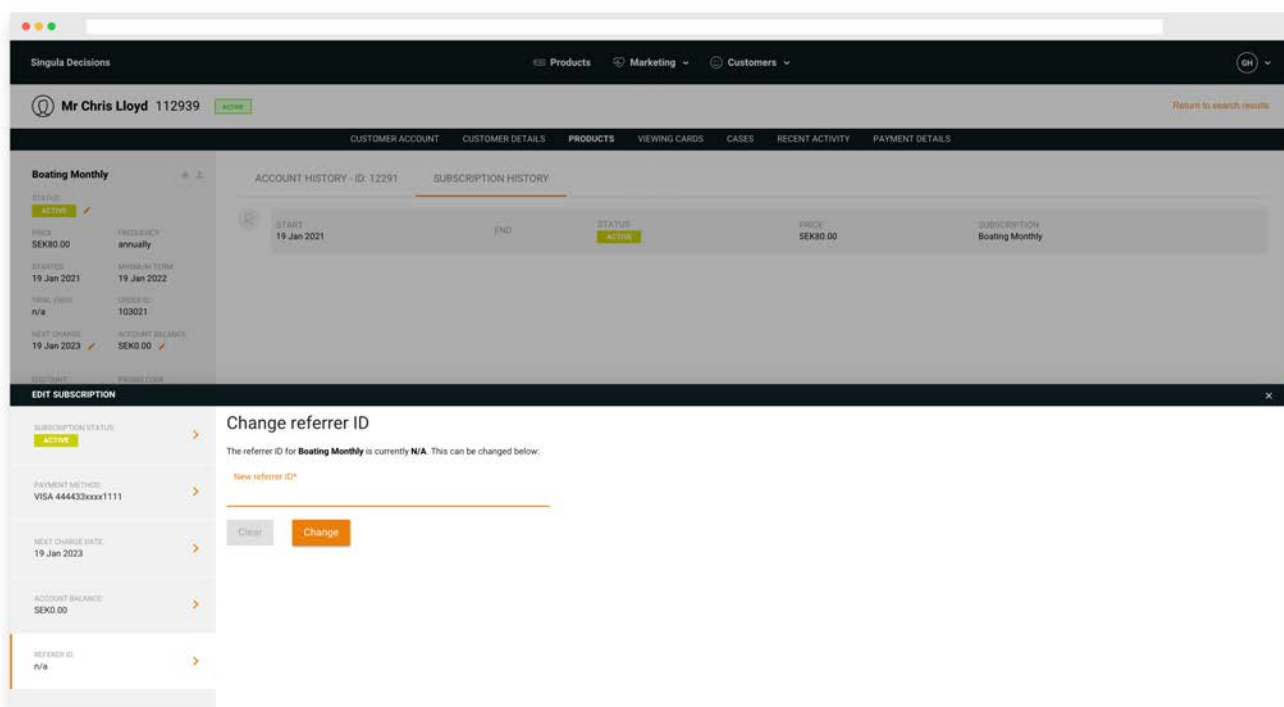 Singula Decisions
Products
Marketing
Customers
GH
Mr Chris Lloyd 112939
ACTIVE
Return to search results
CUSTOMER ACCOUNT
CUSTOMER DETAILS
PRODUCTS
VIEWING CARDS
CASES
RECENT ACTIVITY
PAYMENT DETAILS
Boating Monthly
STATUS
ACTIVE
PRICE FREQUENCY
SEK80.00 annually
STARTED MINIMUM TERM
19 Jan 2021 19 Jan 2022
TRIAL ENDS ORDER ID
n/a 103021
NEXT CHARGE ACCOUNT BALANCE
19 Jan 2023 SEK0.00
DISCOUNT PROMO CODE
ACCOUNT HISTORY - ID: 12291
SUBSCRIPTION HISTORY
START END STATUS PRICE SUBSCRIPTION
19 Jan 2021 ACTIVE SEK80.00 Boating Monthly
EDIT SUBSCRIPTION
×
SUBSCRIPTION STATUS:
ACTIVE
PAYMENT METHOD:
VISA 444433xxxx1111
NEXT CHARGE DATE:
19 Jan 2023
ACCOUNT BALANCE:
SEK0.00
REFERER ID:
n/a
Change referrer ID
The referrer ID for Boating Monthly is currently N/A. This can be changed below:
New referrer ID*
Clear
Change